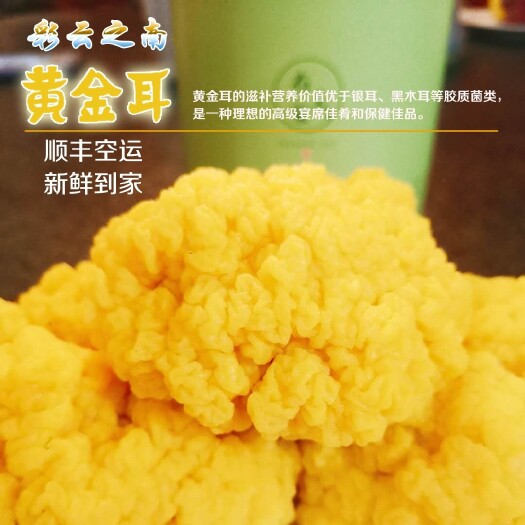 彩云之南
黄金耳
黄金耳的滋补营养价值优于银耳、黑木耳等胶质菌类，
是一种理想的高级宴席佳肴和保健佳品。
顺丰空运
新鲜到家